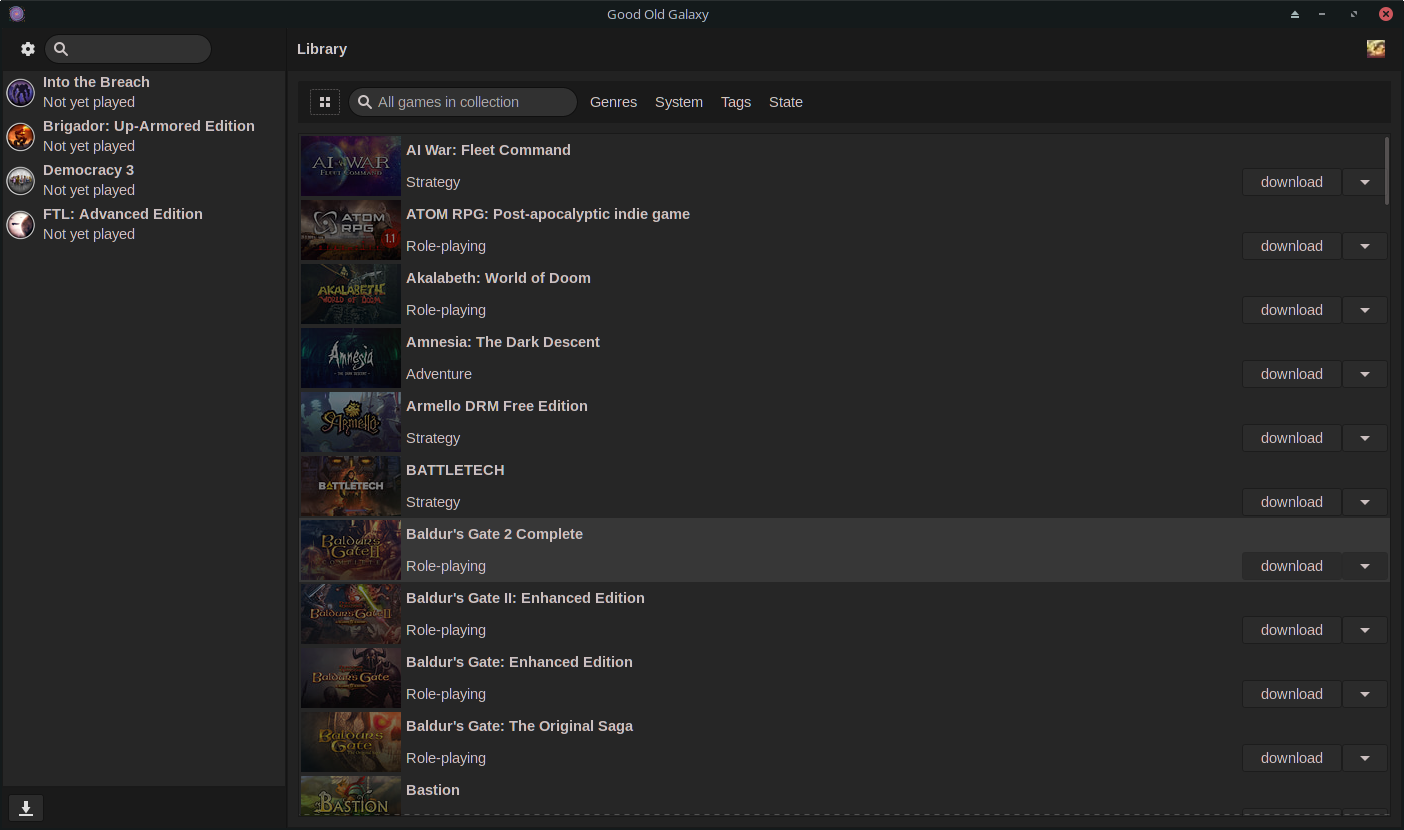 Good Old Galaxy
Library
Into the Breach
Not yet played
Brigador: Up-Armored Edition
Not yet played
Democracy 3
Not yet played
FTL: Advanced Edition
Not yet played
All games in collection Genres System Tags State
AI WAR
FLEET COMMAND
AI War: Fleet Command
Strategy
download
ATOM
RPG
1.1
ATOM RPG: Post-apocalyptic indie game
Role-playing
download
AKALABETH
WORLD OF DOOM
Akalabeth: World of Doom
Role-playing
download
Amnesia
THE DARK DESCENT
Amnesia: The Dark Descent
Adventure
download
Armello
Armello DRM Free Edition
Strategy
download
BATTLETECH
BATTLETECH
Strategy
download
Baldur's
Gate II
COMPLETE
Baldur's Gate 2 Complete
Role-playing
download
Baldur's Gate II
Baldur's Gate II: Enhanced Edition
Role-playing
download
Baldur's Gate
Baldur's Gate: Enhanced Edition
Role-playing
download
Baldurs
Gate
Baldur's Gate: The Original Saga
Role-playing
download
BASTION
Bastion